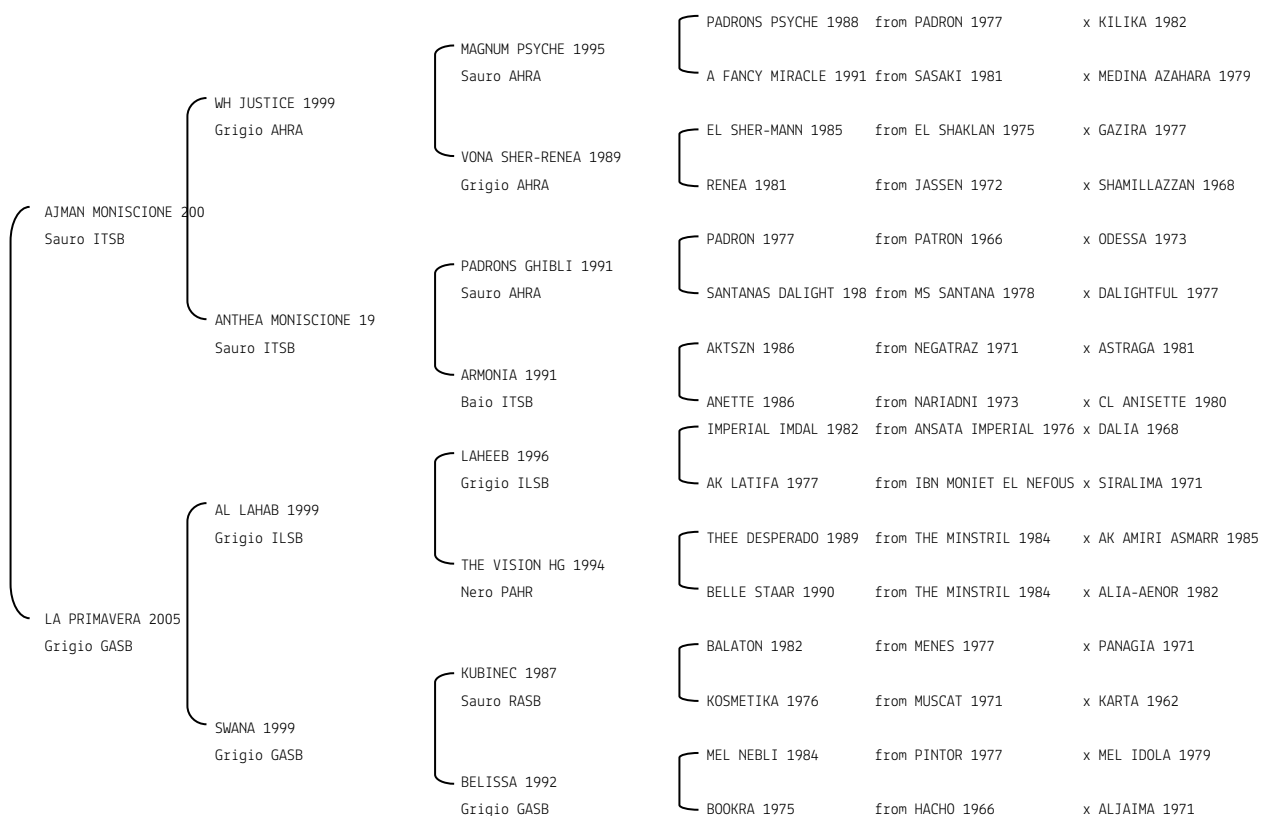 PADRONS PSYCHE 1988 from PADRON 1977 x KILIKA 1982
MAGNUM PSYCHE 1995
Sauro AHRA
A FANCY MIRACLE 1991 from SASAKI 1981 x MEDINA AZAHARA 1979
WH JUSTICE 1999
Grigio AHRA
EL SHER-MANN 1985 from EL SHAKLAN 1975 x GAZIRA 1977
VONA SHER-RENEA 1989
Grigio AHRA
RENEA 1981 from JASSEN 1972 x SHAMILLAZZAN 1968
AJMAN MONISCIONE 200
Sauro ITSB
PADRON 1977 from PATRON 1966 x ODESSA 1973
PADRONS GHIBLI 1991
Sauro AHRA
SANTANAS DALIGHT 198 from MS SANTANA 1978 x DALIGHTFUL 1977
ANTHEA MONISCIONE 19
Sauro ITSB
AKTSZN 1986 from NEGATRAZ 1971 x ASTRAGA 1981
ARMONIA 1991
Baio ITSB
ANETTE 1986 from NARIADNI 1973 x CL ANISETTE 1980
IMPERIAL IMDAL 1982 from ANSATA IMPERIAL 1976 x DALIA 1968
LAHEEB 1996
Grigio ILSB
AK LATIFA 1977 from IBN MONIET EL NEFOUS x SIRALIMA 1971
AL LAHAB 1999
Grigio ILSB
THEE DESPERADO 1989 from THE MINSTRIL 1984 x AK AMIRI ASMARR 1985
THE VISION HG 1994
Nero PAHR
BELLE STAAR 1990 from THE MINSTRIL 1984 x ALIA-AENOR 1982
LA PRIMAVERA 2005
Grigio GASB
BALATON 1982 from MENES 1977 x PANAGIA 1971
KUBINEC 1987
Sauro RASB
KOSMETIKA 1976 from MUSCAT 1971 x KARTA 1962
SWANA 1999
Grigio GASB
MEL NEBLI 1984 from PINTOR 1977 x MEL IDOLA 1979
BELISSA 1992
Grigio GASB
BOOKRA 1975 from HACHO 1966 x ALJAIMA 1971